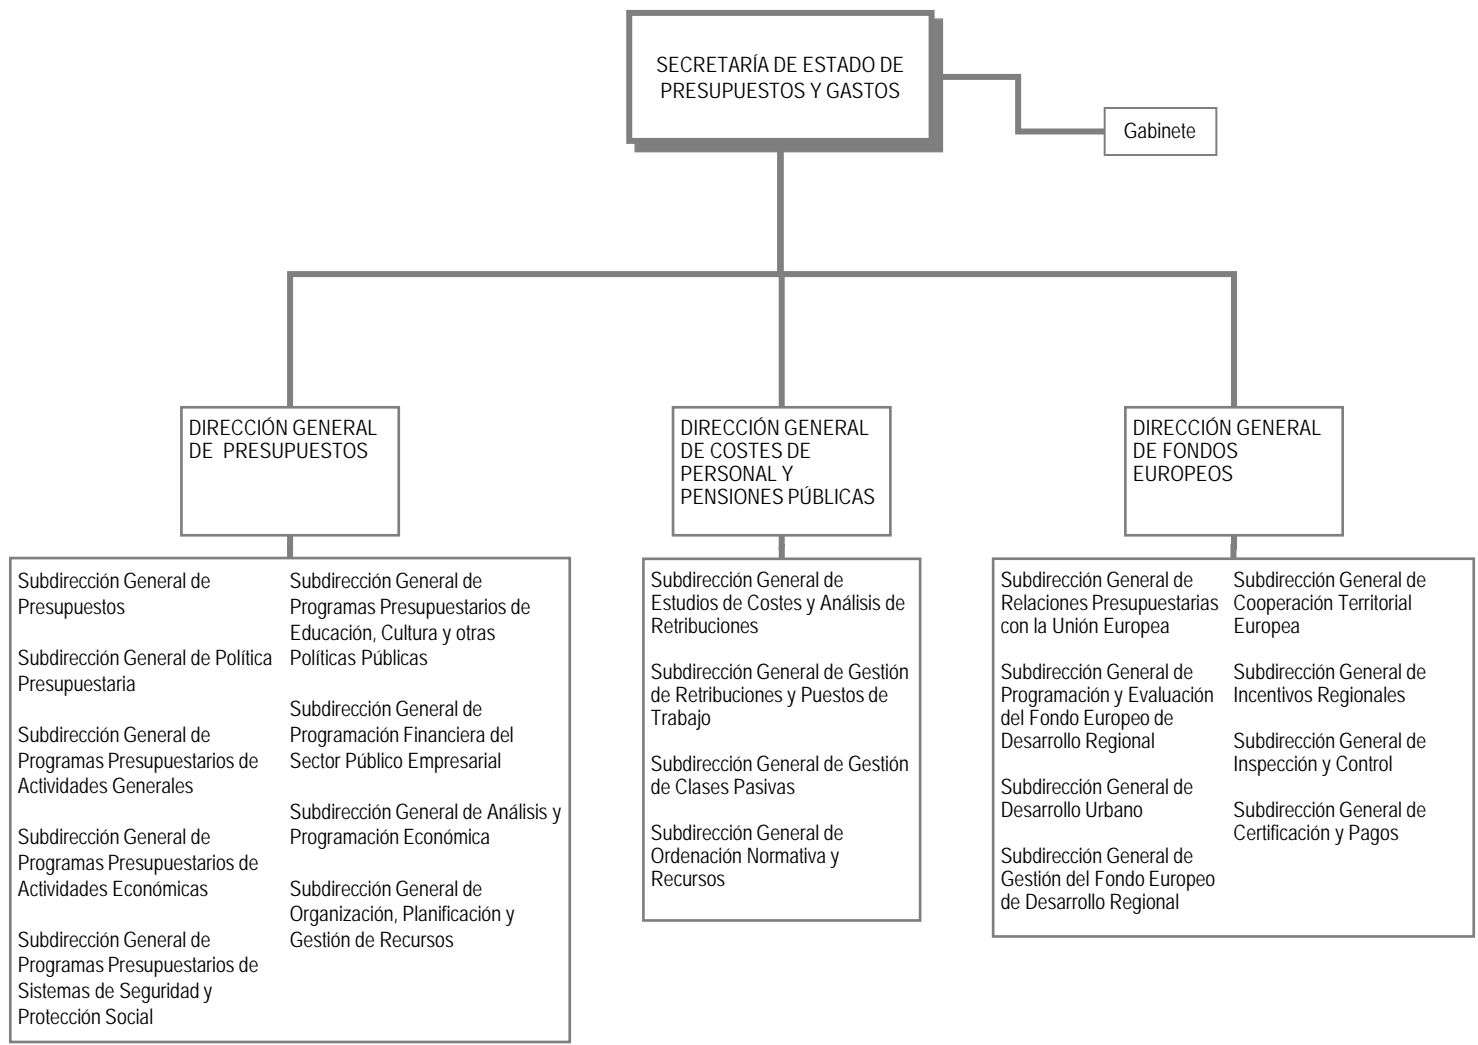 SECRETARÍA DE ESTADO DE
PRESUPUESTOS Y GASTOS
Gabinete
DIRECCIÓN GENERAL
DE PRESUPUESTOS
Subdirección General de
Presupuestos
Subdirección General de Política
Presupuestaria
Subdirección General de
Programas Presupuestarios de
Actividades Generales
Subdirección General de
Programas Presupuestarios de
Actividades Económicas
Subdirección General de
Programas Presupuestarios de
Sistemas de Seguridad y
Protección Social
Subdirección General de
Programas Presupuestarios de
Educación, Cultura y otras
Políticas Públicas
Subdirección General de
Programación Financiera del
Sector Público Empresarial
Subdirección General de Análisis y
Programación Económica
Subdirección General de
Organización, Planificación y
Gestión de Recursos
DIRECCIÓN GENERAL
DE COSTES DE
PERSONAL Y
PENSIONES PÚBLICAS
Subdirección General de
Estudios de Costes y Análisis de
Retribuciones
Subdirección General de Gestión
de Retribuciones y Puestos de
Trabajo
Subdirección General de Gestión
de Clases Pasivas
Subdirección General de
Ordenación Normativa y
Recursos
DIRECCIÓN GENERAL
DE FONDOS
EUROPEOS
Subdirección General de
Relaciones Presupuestarias
con la Unión Europea
Subdirección General de
Programación y Evaluación
del Fondo Europeo de
Desarrollo Regional
Subdirección General de
Desarrollo Urbano
Subdirección General de
Gestión del Fondo Europeo
de Desarrollo Regional
Subdirección General de
Cooperación Territorial
Europea
Subdirección General de
Incentivos Regionales
Subdirección General de
Inspección y Control
Subdirección General de
Certificación y Pagos